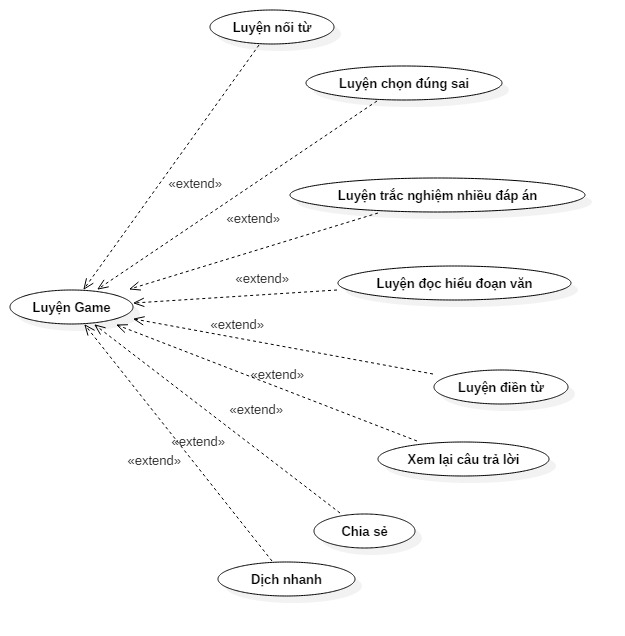 Luyện nối từ
Luyện chọn đúng sai
«extend»
Luyện trắc nghiệm nhiều đáp án
«extend»
«extend»
Luyện đọc hiểu đoạn văn
Luyện Game
«extend»
«extend»
Luyện điền từ
«extend»
«extend»
Xem lại câu trả lời
«extend»
Chia sẻ
Dịch nhanh